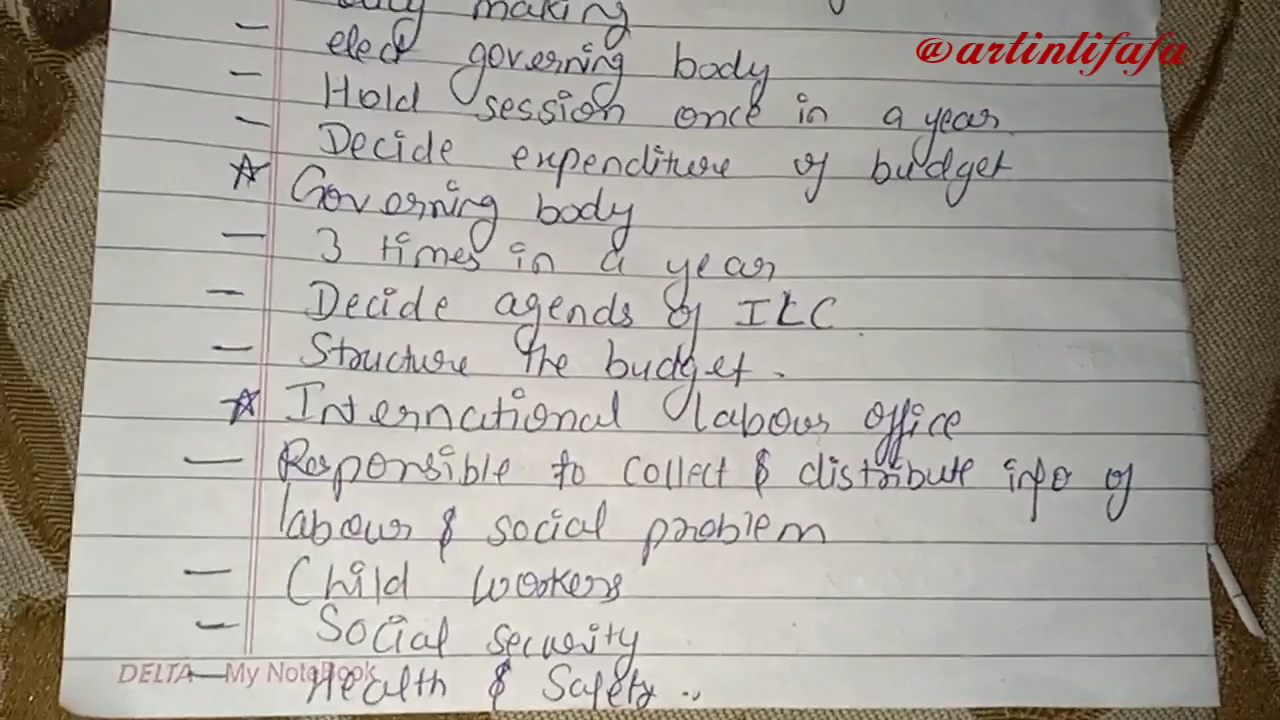 making
@artinlifafa
- elect governing body
- Hold session once in a year
- Decide expenditure of budget
☆ Governing body
- 3 times in a year
- Decide agends of ILC
- Structure the budget.
☆ International labour office
- Responsible to collect & distribute info of
labour & social problem
- Child workers
- Social security
DELTA My NoteBook
- Health & Safety ..